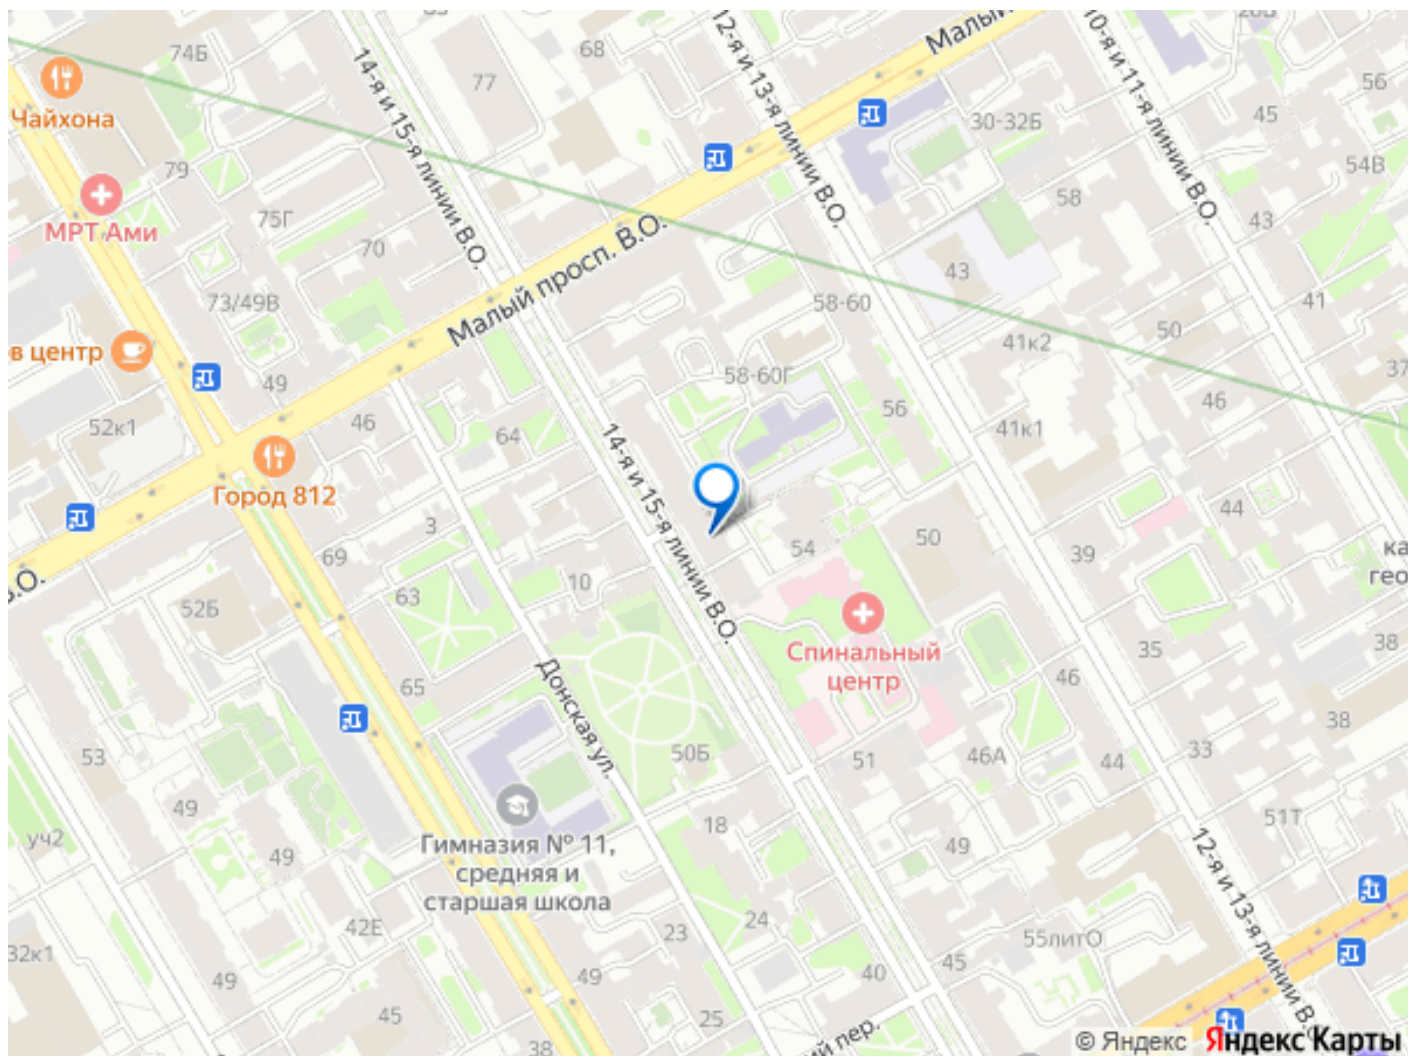 74Б
68
77
12-я и 13-я линии В.О.
Малый
10-я и 11-я линии В.О.
56
Чайхона
14-я и 15-я линии В.О.
30-32Б
45
79
54В
МРТ Ами
75Г
70
58
43
43
73/49В
Малый просп. В.О.
58-60
41
41к2
50
в центр
49
58-60Г
37
52к1
46
64
56
41к1
46
Город 812
14-я и 15-я линии В.О.
3
69
54
50
44
39
В.О.
52Б
63
10
35
38
Спинальный
центр
65
Донская ул.
46
38
53
50Б
51
46А
44
33
49
уч2
49
Гимназия № 11,
средняя и
старшая школа
18
49
51Т
12-я и 13-я линии В.О.
32к1
42Е
23
24
55литО
49
49
40
45
45
25
38
ий пер.
© Яндекс Яндекс Карты